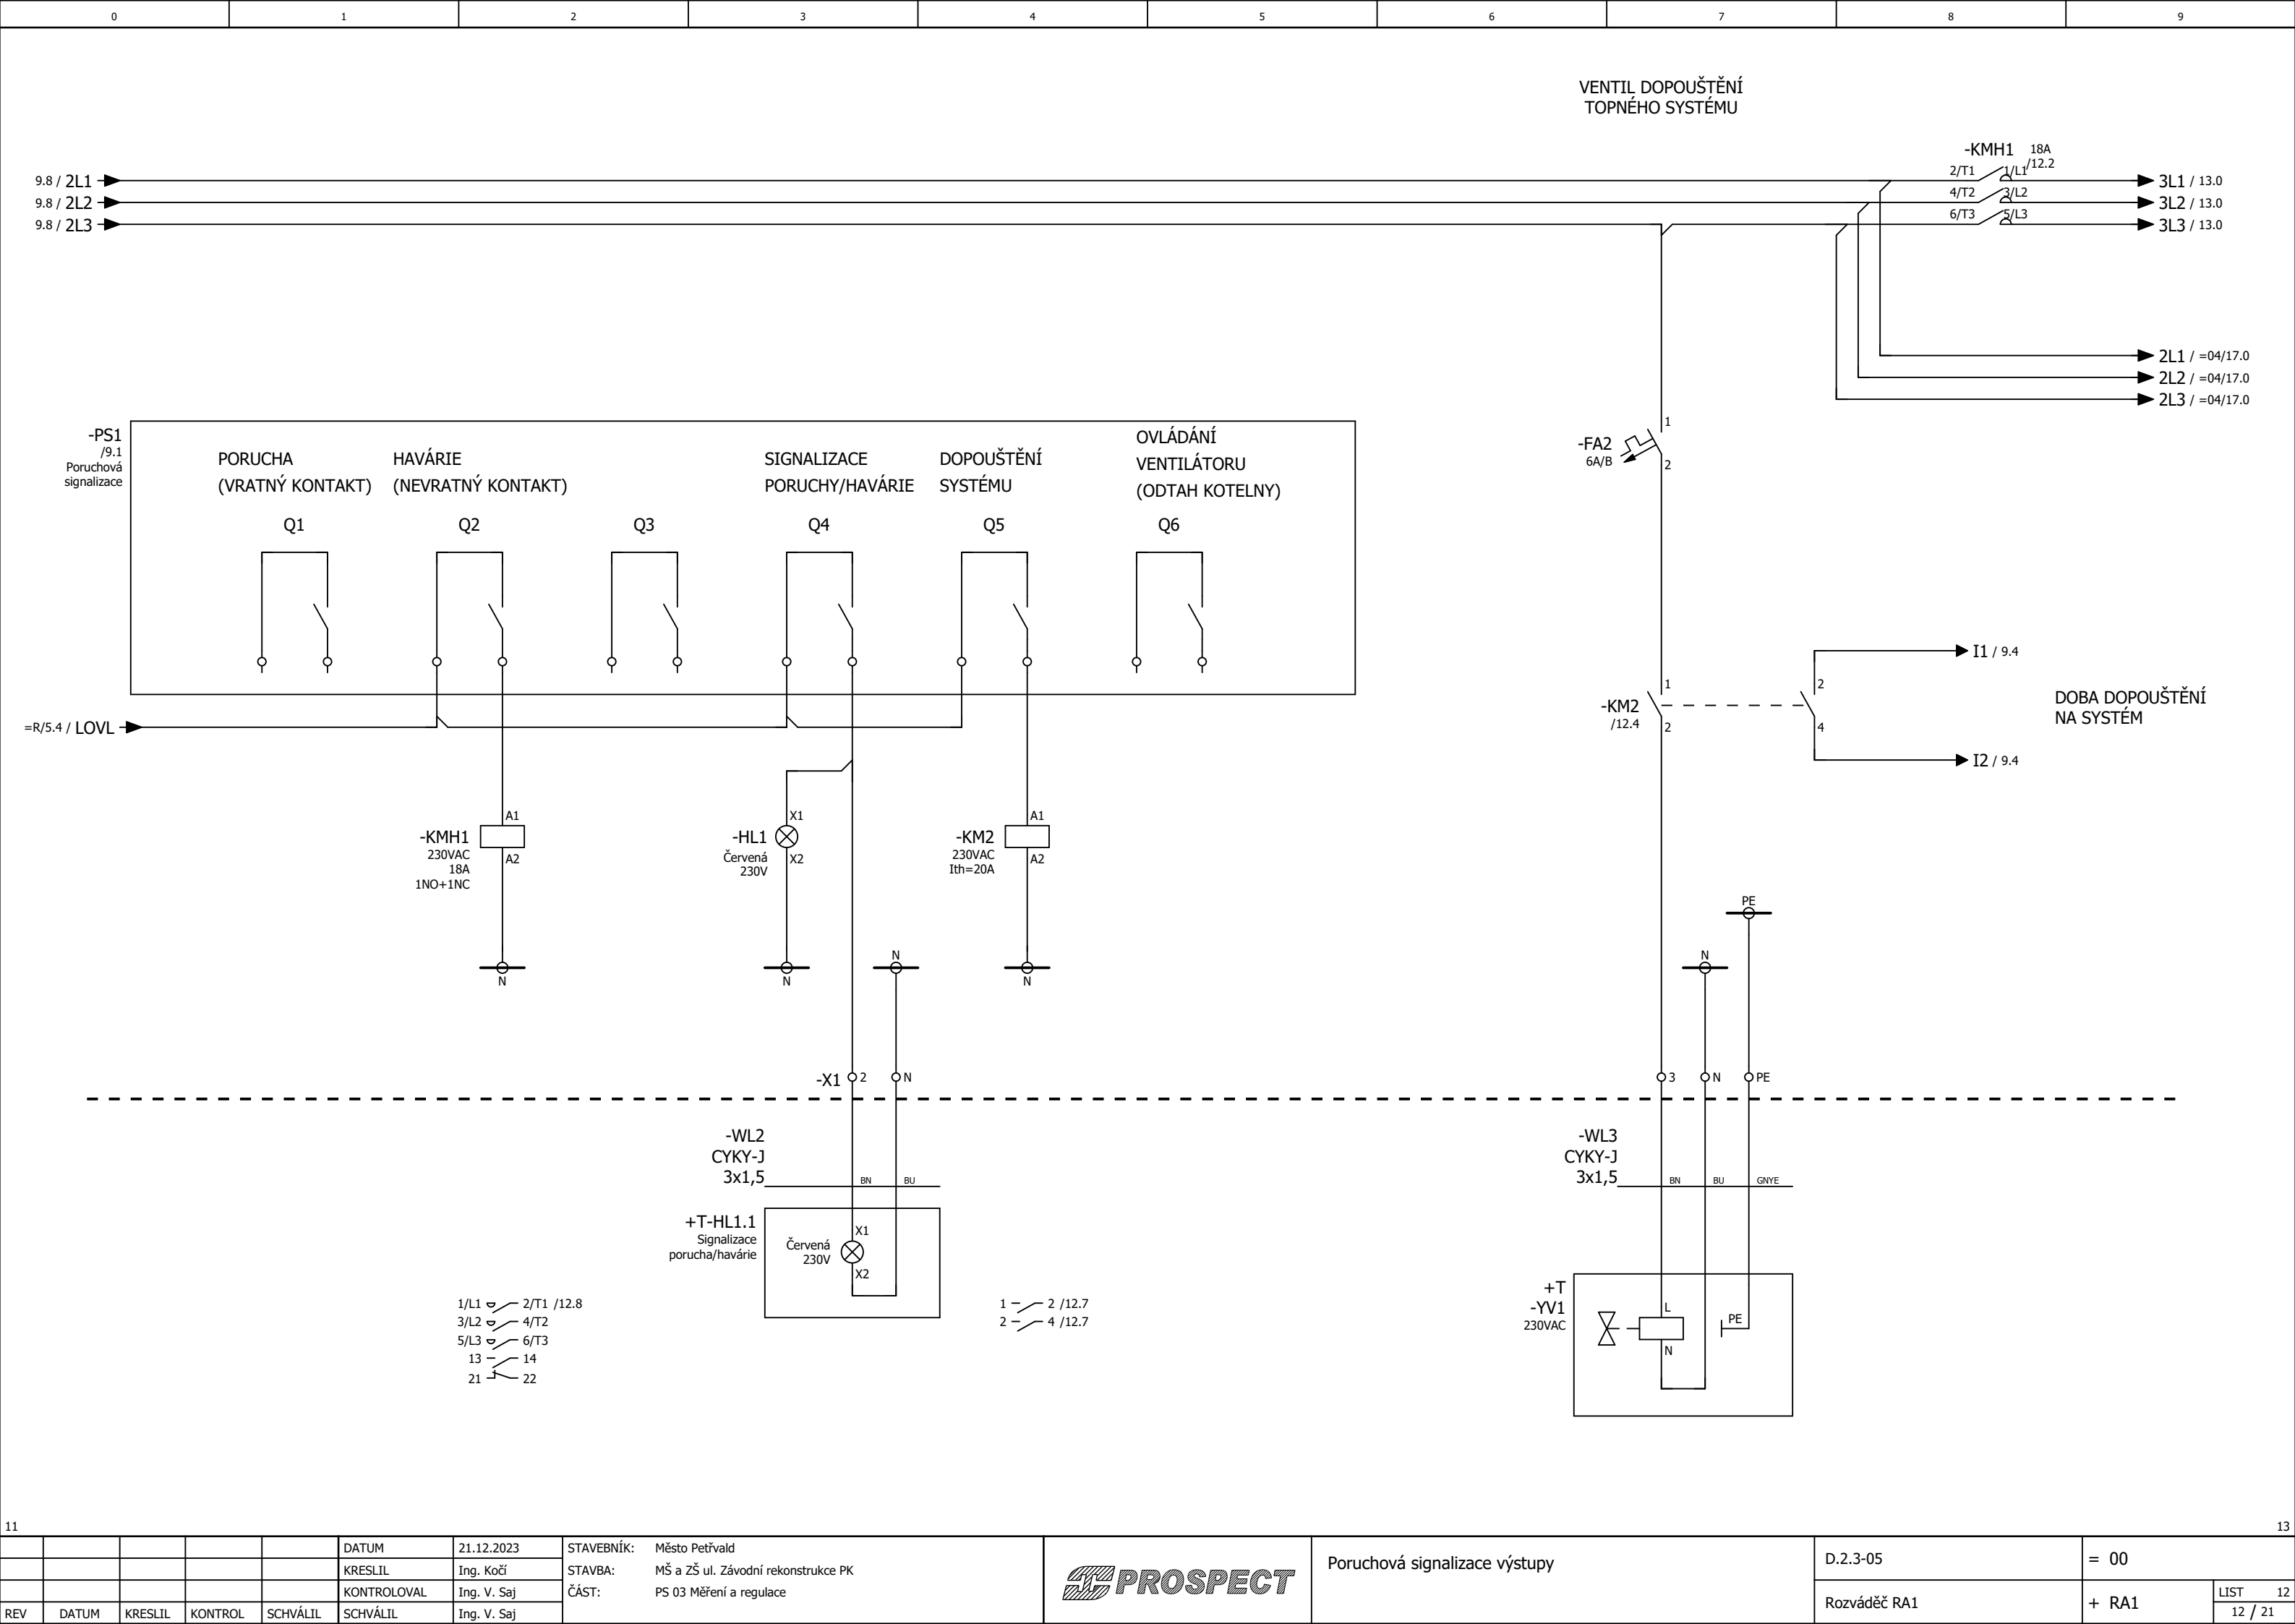 0 1 2 3 4 5 6 7 8 9
VENTIL DOPOUŠTĚNÍ
TOPNÉHO SYSTÉMU
-KMH1 18A
/12.2
9.8 / 2L1
2/T1 1/L1
3L1 / 13.0
9.8 / 2L2
4/T2 3/L2
3L2 / 13.0
9.8 / 2L3
6/T3 5/L3
3L3 / 13.0
2L1 / =04/17.0
2L2 / =04/17.0
2L3 / =04/17.0
-PS1
/9.1
Poruchová
signalizace
PORUCHA
(VRATNÝ KONTAKT)
HAVÁRIE
(NEVRATNÝ KONTAKT)
SIGNALIZACE
PORUCHY/HAVÁRIE
DOPOUŠTĚNÍ
SYSTÉMU
OVLÁDÁNÍ
VENTILÁTORU
(ODTAH KOTELNY)
Q1 Q2 Q3 Q4 Q5 Q6
1
-FA2
6A/B
2
=R/5.4 / LOVL
1
-KM2
/12.4
2
2
4
I1 / 9.4
DOBA DOPOUŠTĚNÍ
NA SYSTÉM
I2 / 9.4
A1
-KMH1
230VAC
18A
1NO+1NC
A2
N
X1
-HL1
Červená
230V
X2
N
N
A1
-KM2
230VAC
Ith=20A
A2
N
N
PE
-X1 2 N
3 N PE
-WL2
CYKY-J
3x1,5
BN BU
-WL3
CYKY-J
3x1,5
BN BU GNYE
+T-HL1.1
Signalizace
porucha/havárie
Červená
230V
X1
X2
+T
-YV1
230VAC
L
N
PE
1/L1 2/T1 /12.8
3/L2 4/T2
5/L3 6/T3
13 14
21 22
1 2 /12.7
2 4 /12.7
11
13
DATUM 21.12.2023
KRESLIL Ing. Kočí
KONTROLOVAL Ing. V. Saj
REV DATUM KRESLIL KONTROL SCHVÁLIL SCHVÁLIL Ing. V. Saj
STAVEBNÍK: Město Petřvald
STAVBA: MŠ a ZŠ ul. Závodní rekonstrukce PK
ČÁST: PS 03 Měření a regulace
PROSPECT
Poruchová signalizace výstupy
D.2.3-05
Rozváděč RA1
= 00
+ RA1
LIST 12
12 / 21